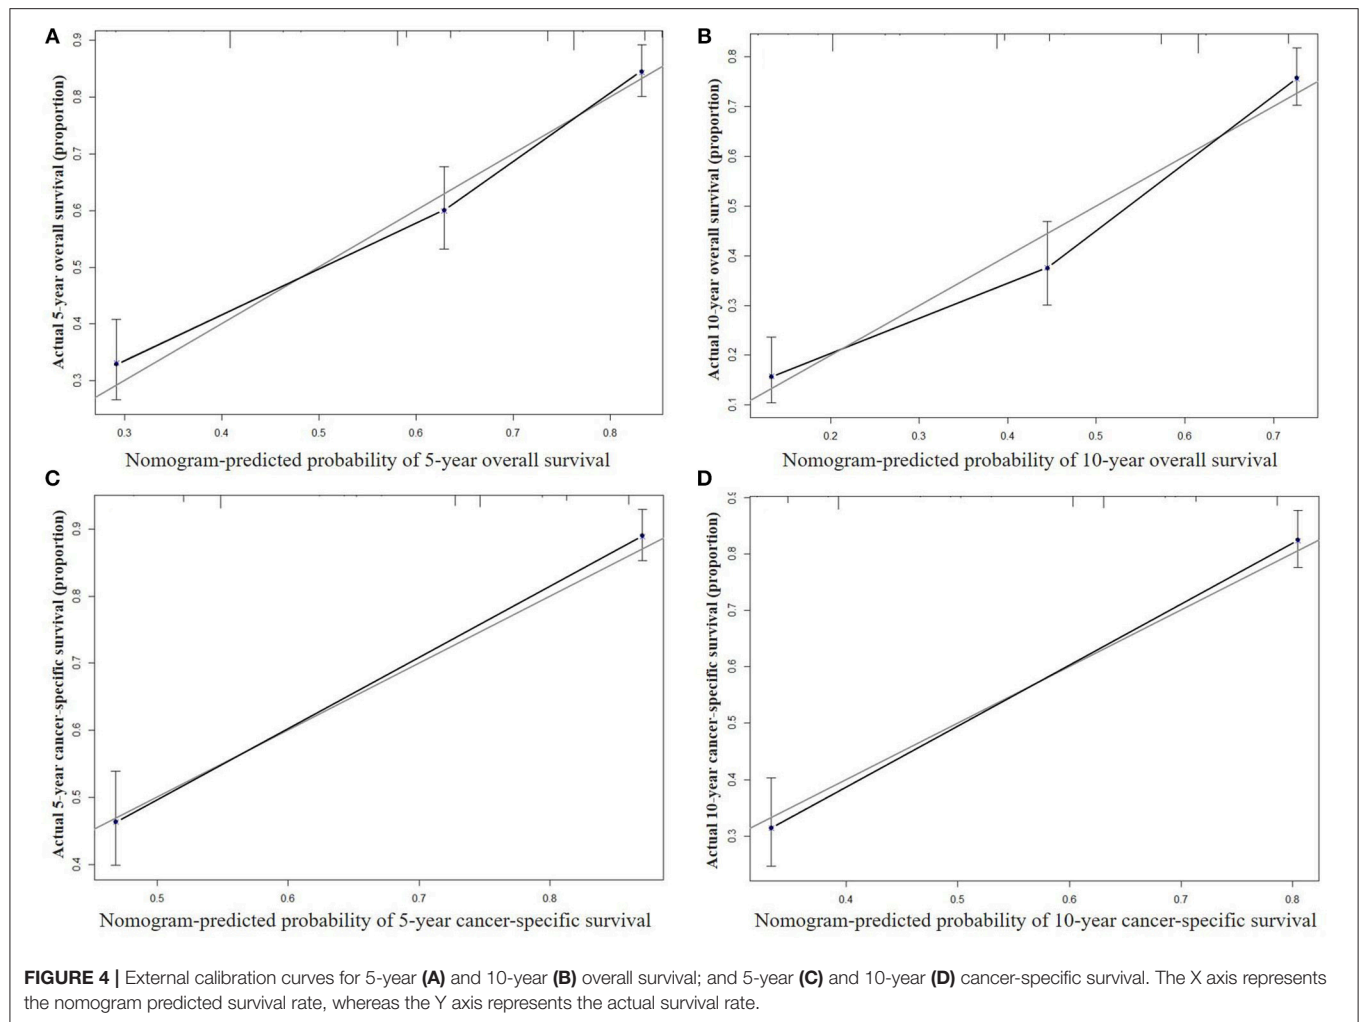 A
Actual 5-year overall survival (proportion)
0.9
0.8
0.7
0.6
0.5
0.4
0.3
0.3 0.4 0.5 0.6 0.7 0.8
Nomogram-predicted probability of 5-year overall survival
B
Actual 10-year overall survival (proportion)
0.8
0.7
0.6
0.5
0.4
0.3
0.2
0.1
0.2 0.3 0.4 0.5 0.6 0.7
Nomogram-predicted probability of 10-year overall survival
C
Actual 5-year cancer-specific survival (proportion)
0.9
0.8
0.7
0.6
0.5
0.4
0.5 0.6 0.7 0.8
Nomogram-predicted probability of 5-year cancer-specific survival
D
Actual 10-year cancer-specific survival (proportion)
0.9
0.8
0.7
0.6
0.5
0.4
0.3
0.4 0.5 0.6 0.7 0.8
Nomogram-predicted probability of 10-year cancer-specific survival
FIGURE 4 | External calibration curves for 5-year (A) and 10-year (B) overall survival; and 5-year (C) and 10-year (D) cancer-specific survival. The X axis represents
the nomogram predicted survival rate, whereas the Y axis represents the actual survival rate.